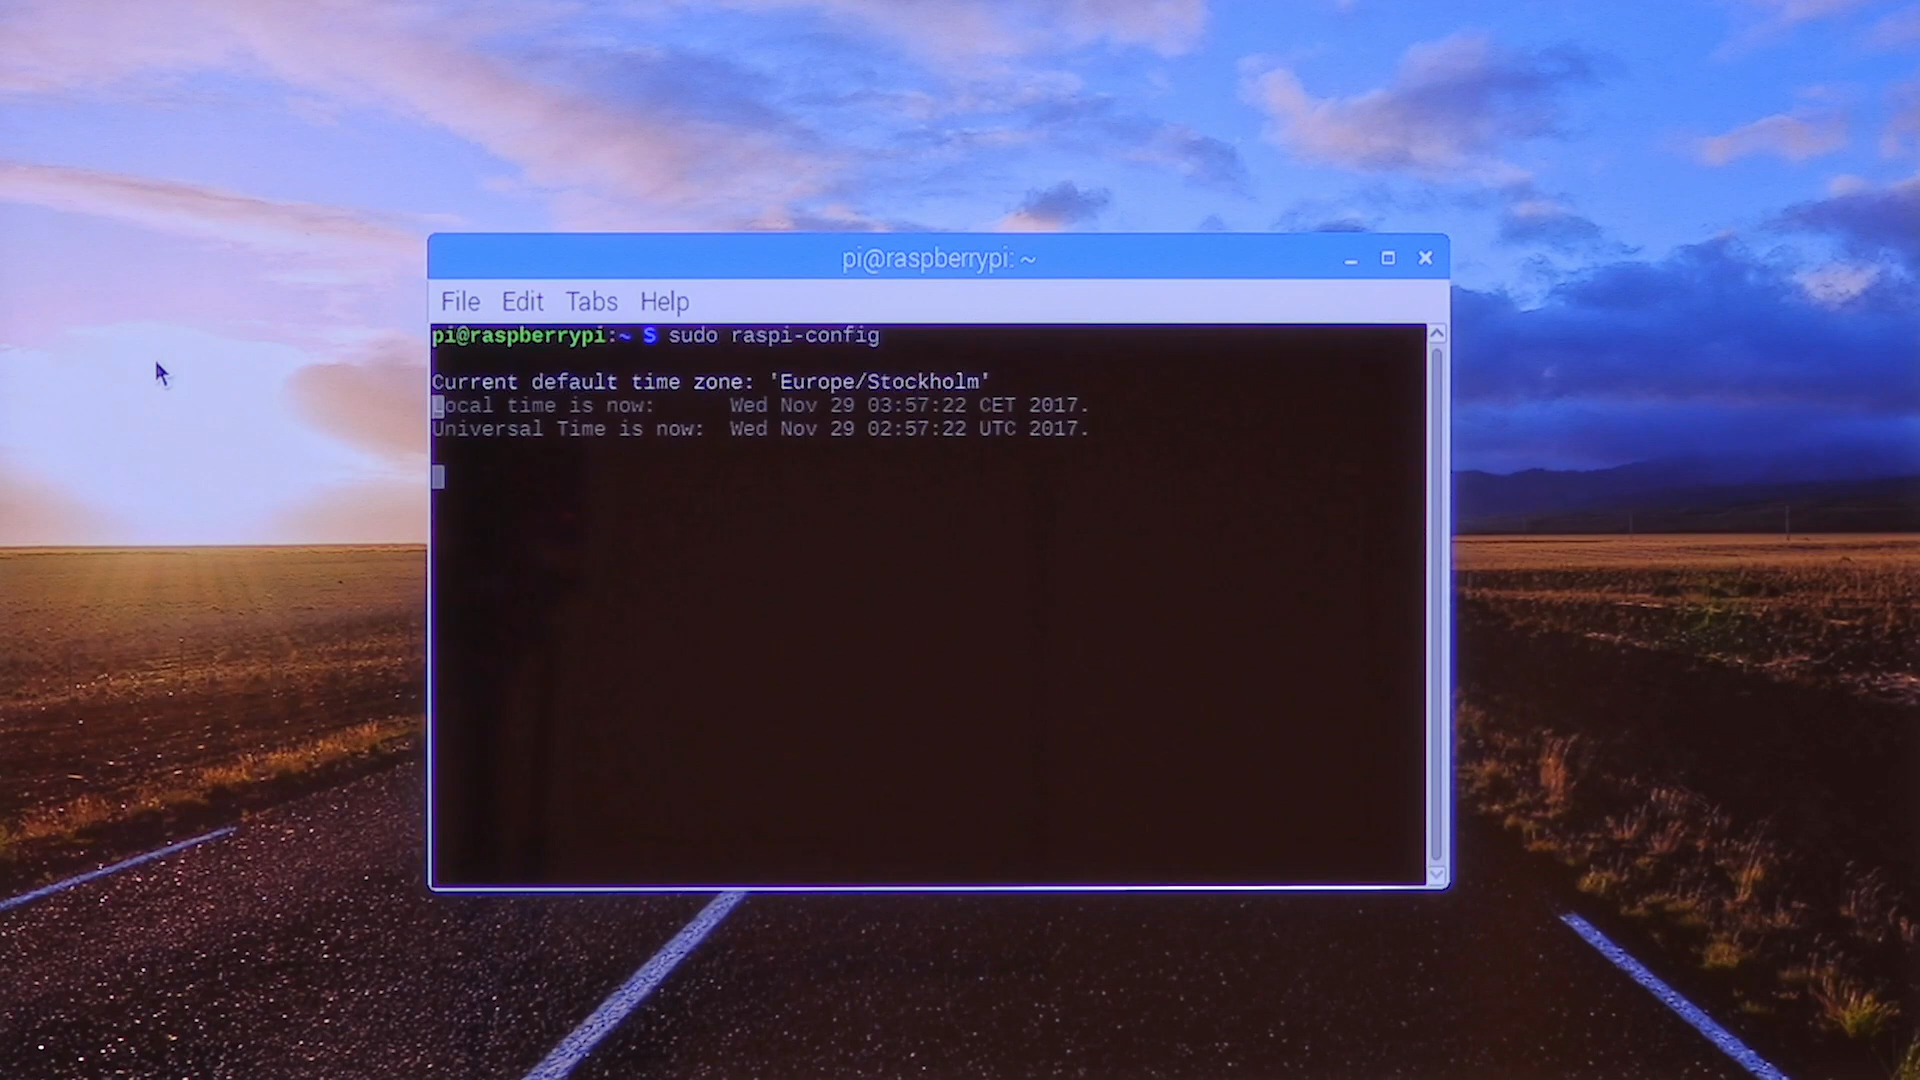 pi@raspberrypi: ~
File Edit Tabs Help
pi@raspberrypi:~ $ sudo raspi-config
Current default time zone: 'Europe/Stockholm'
Local time is now: Wed Nov 29 03:57:22 CET 2017.
Universal Time is now: Wed Nov 29 02:57:22 UTC 2017.